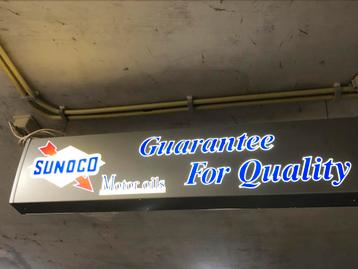 SUNOCO
Motor oils
Guarantee
For Quality